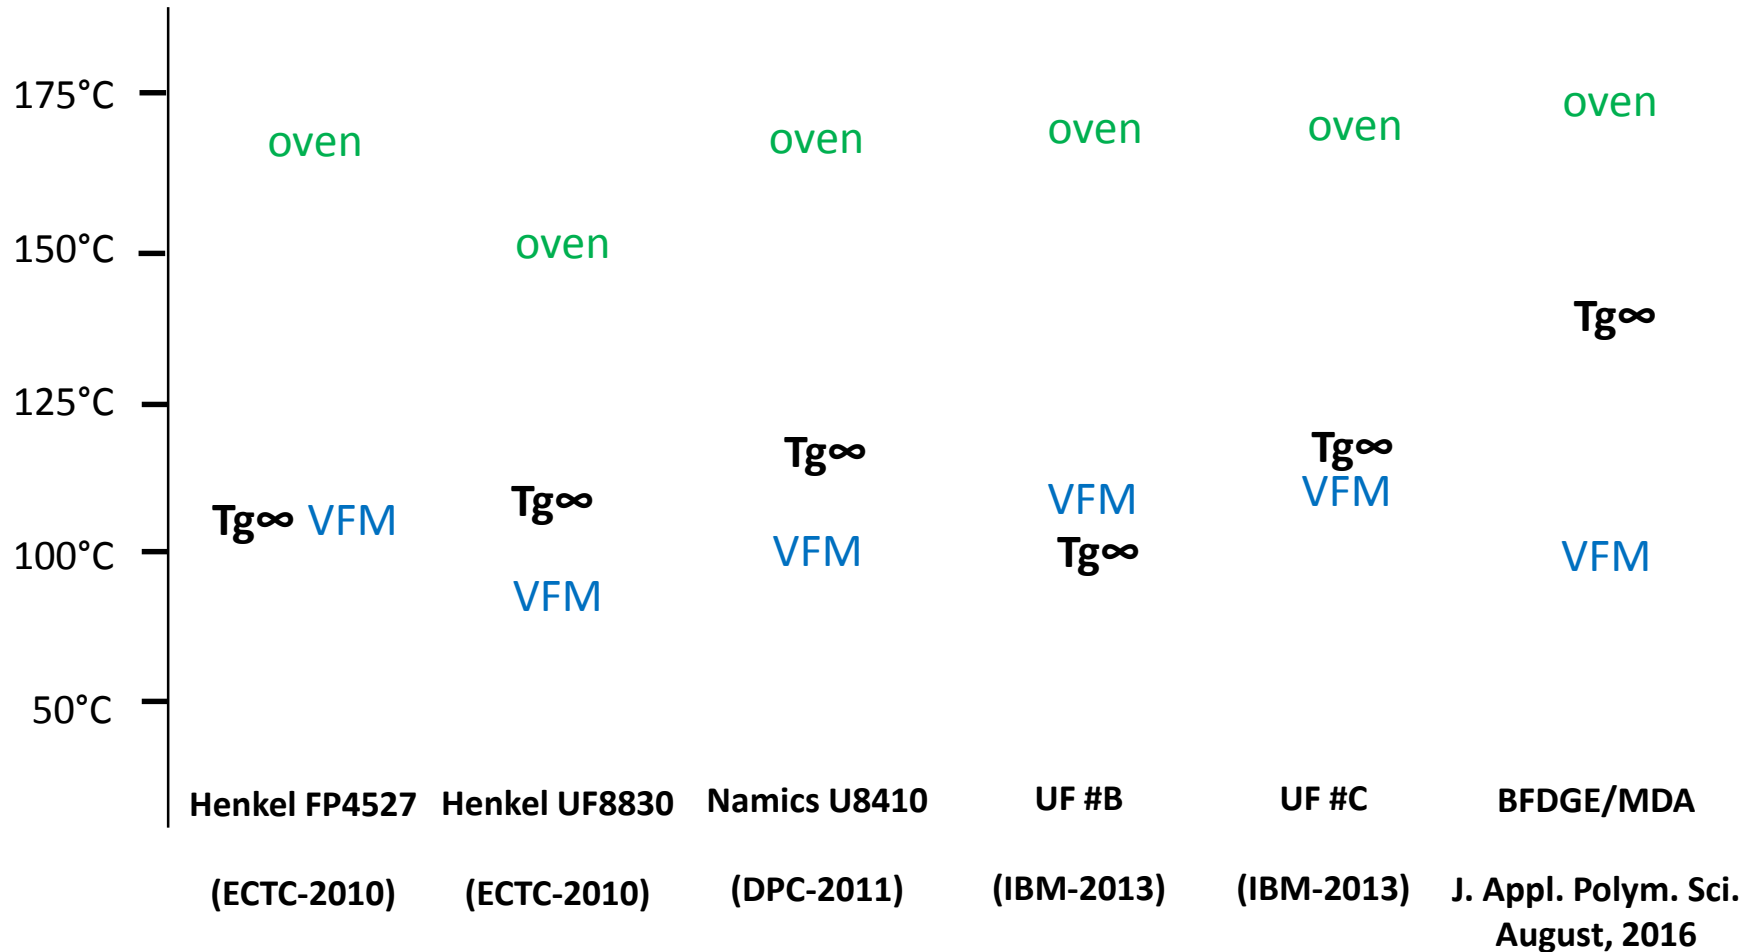 175°C
oven
oven
oven
oven
oven
150°C
oven
Tg∞
125°C
Tg∞
Tg∞
Tg∞
VFM
VFM
Tg∞ VFM
100°C
VFM
Tg∞
VFM
VFM
50°C
Henkel FP4527
Henkel UF8830
Namics U8410
UF #B
UF #C
BFDGE/MDA
(ECTC-2010)
(ECTC-2010)
(DPC-2011)
(IBM-2013)
(IBM-2013)
J. Appl. Polym. Sci.
August, 2016